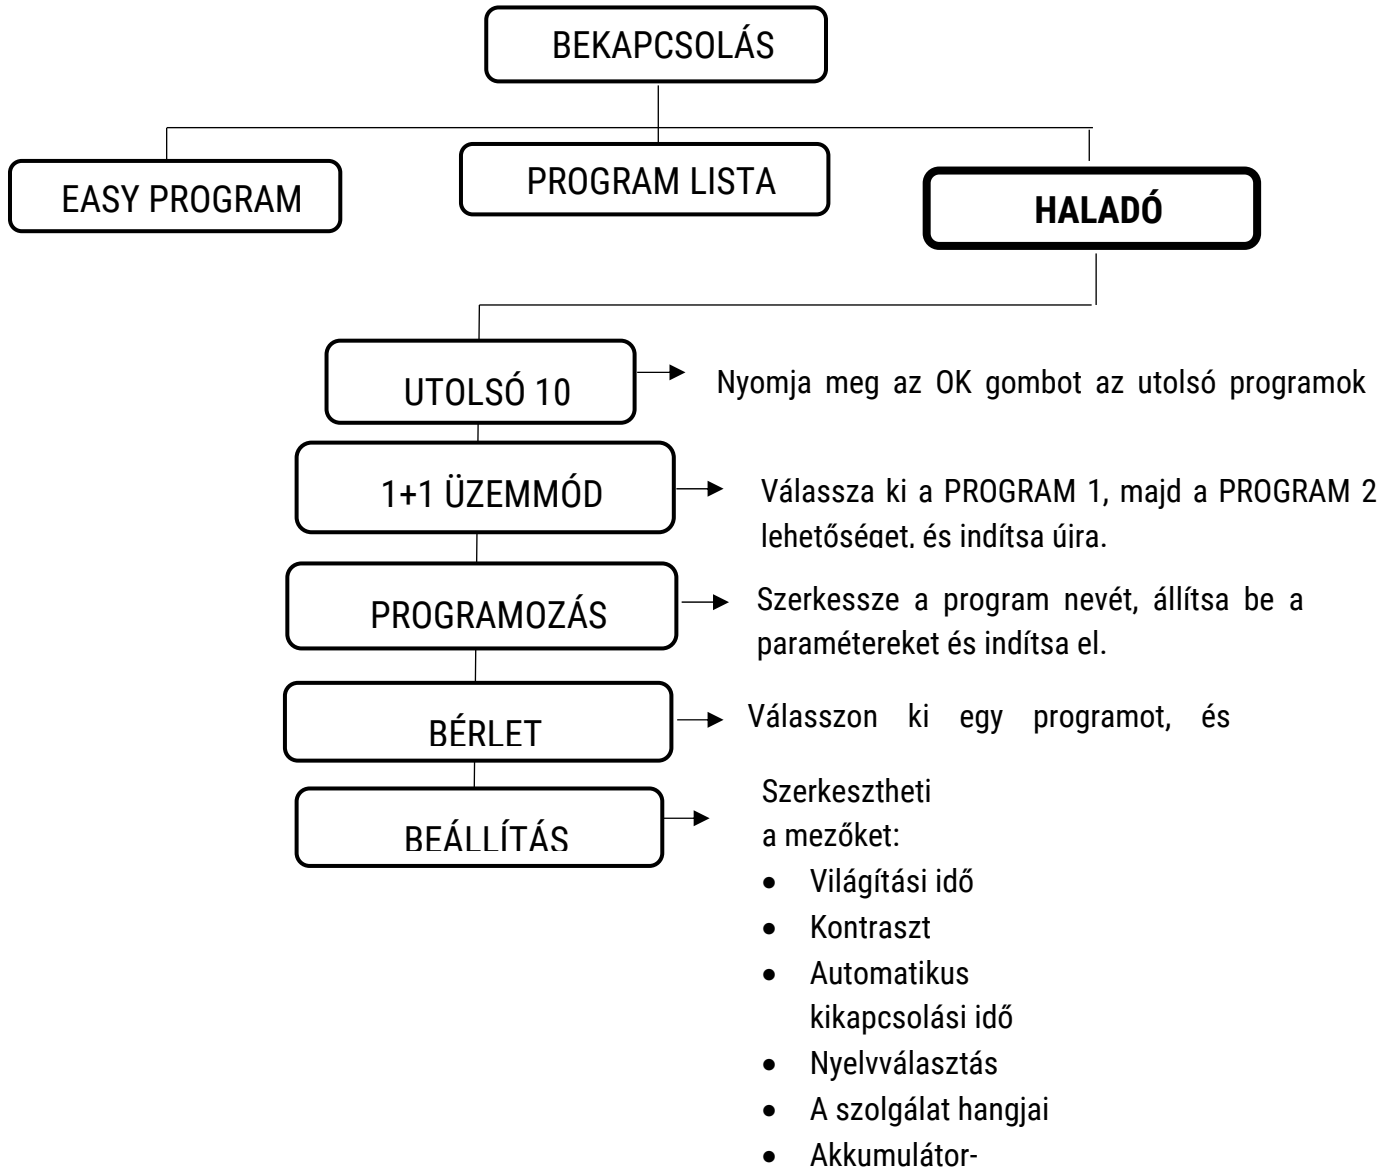 BEKAPCSOLÁS
EASY PROGRAM
PROGRAM LISTA
HALADÓ
UTOLSÓ 10
Nyomja meg az OK gombot az utolsó programok
1+1 ÜZEMMÓD
Válassza ki a PROGRAM 1, majd a PROGRAM 2
lehetőséget, és indítsa újra.
PROGRAMOZÁS
Szerkessze a program nevét, állítsa be a
paramétereket és indítsa el.
BÉRLET
Válasszon ki egy programot, és
BEÁLLÍTÁS
Szerkesztheti
a mezőket:
• Világítási idő
• Kontraszt
• Automatikus
kikapcsolási idő
• Nyelvválasztás
• A szolgálat hangjai
• Akkumulátor-